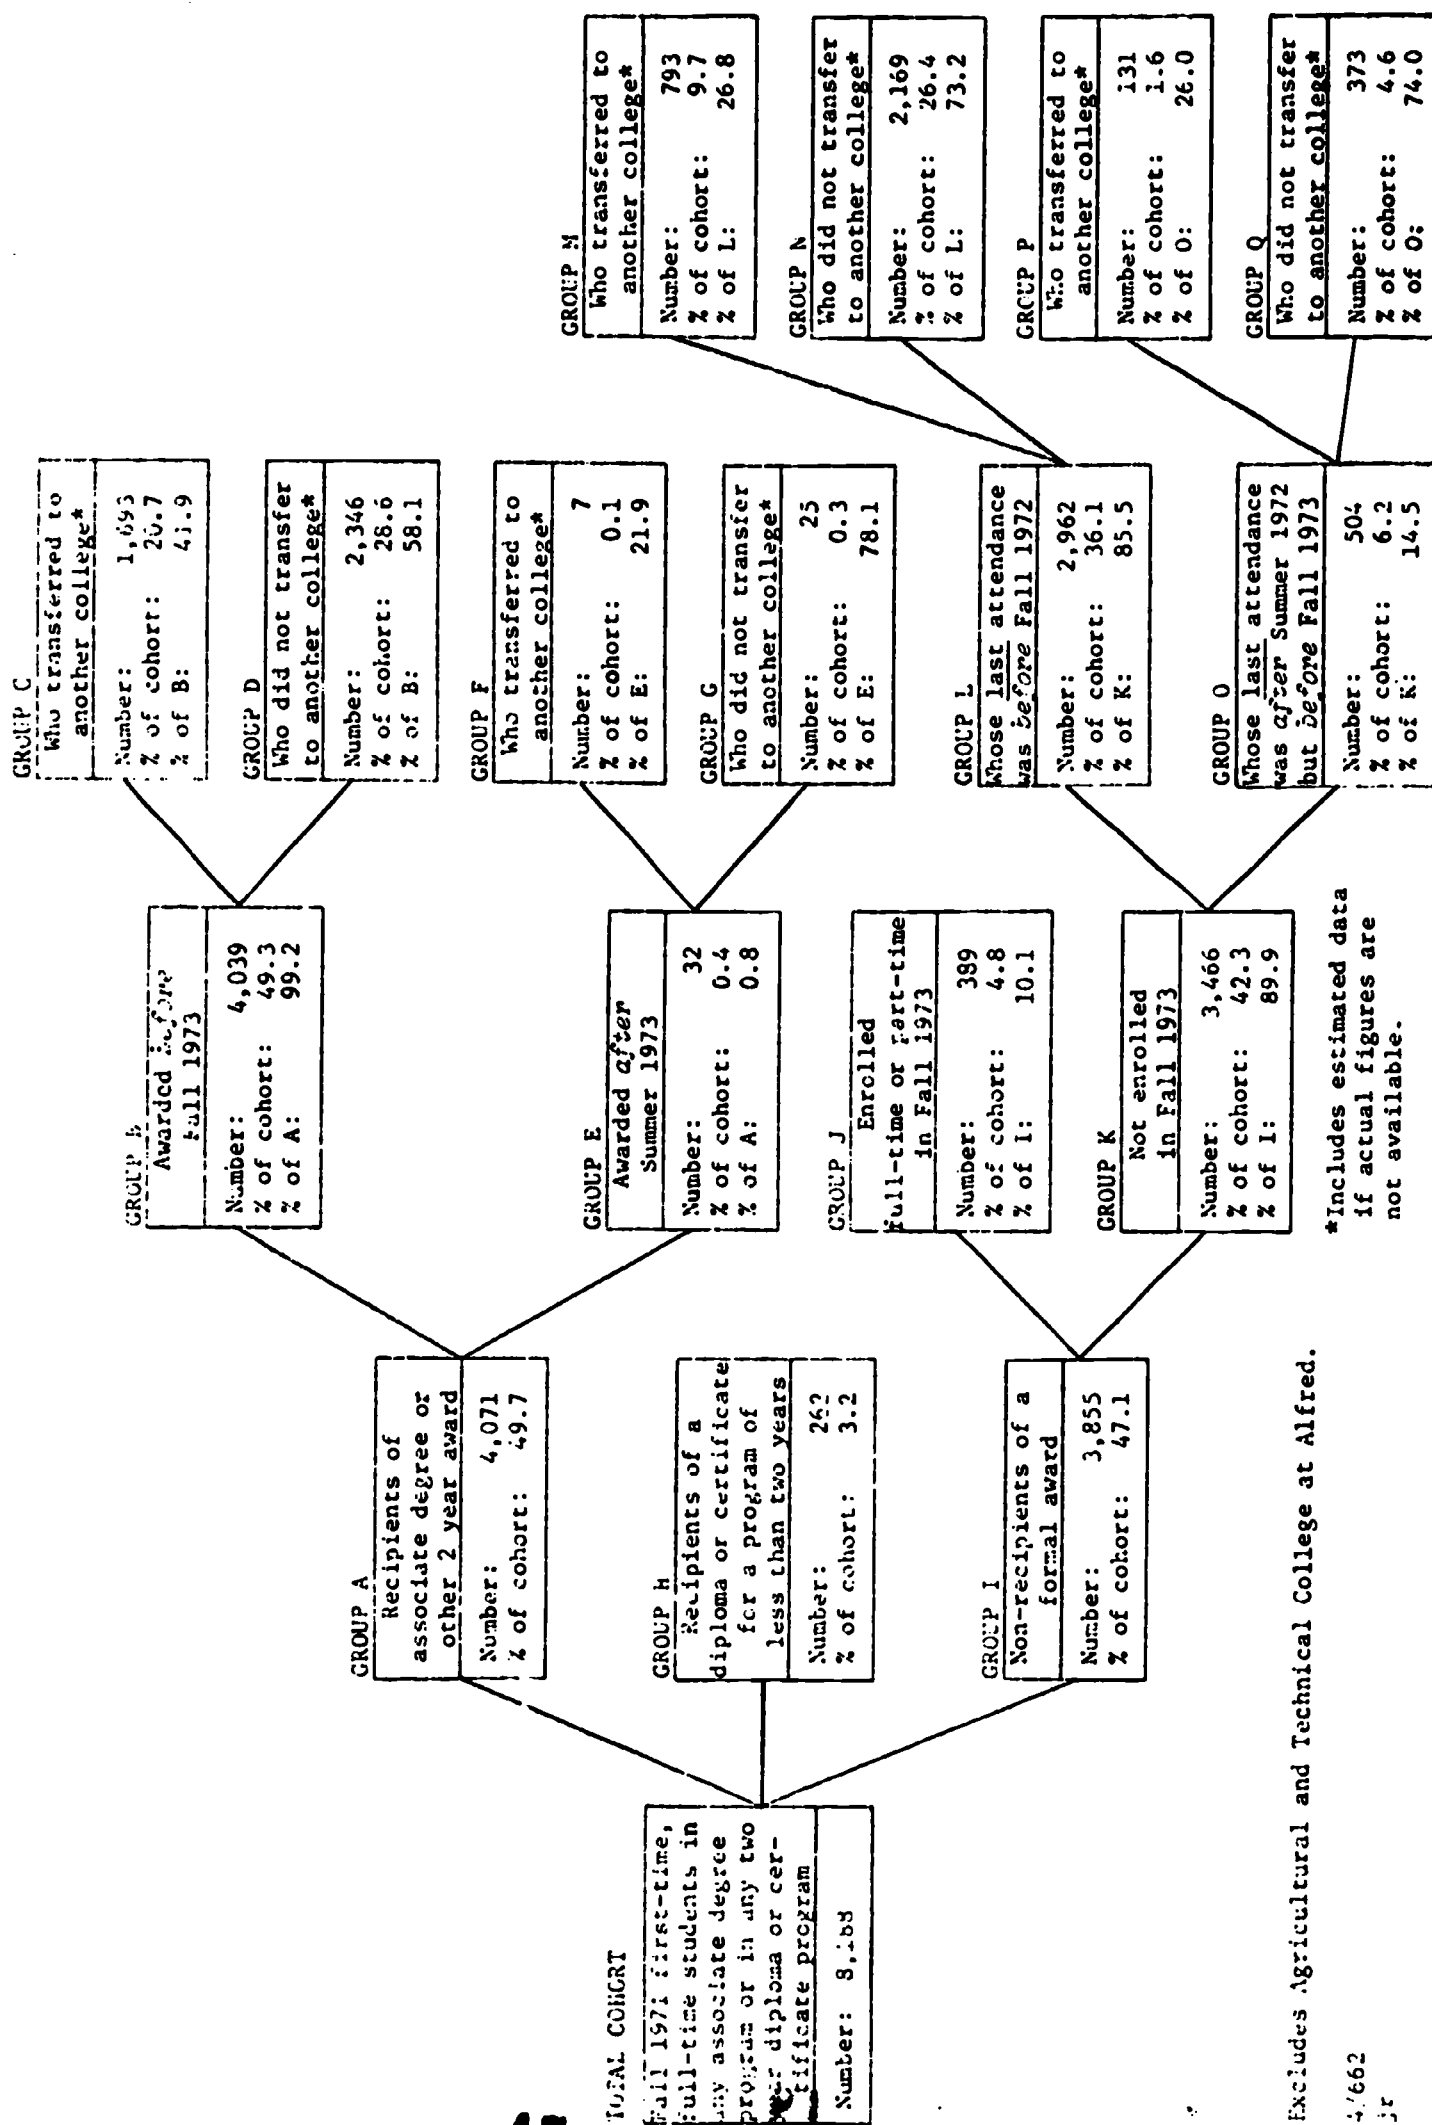 TOTAL COHORT
Fall 1971 first-time,
full-time students in
any associate degree
program or in any two
year diploma or cer-
tificate program
Number: 8,188
GROUP A
Recipients of
associate degree or
other 2 year award
Number: 4,071
% of cohort: 49.7
GROUP H
Recipients of a
diploma or certificate
for a program of
less than two years
Number: 262
% of cohort: 3.2
GROUP I
Non-recipients of a
formal award
Number: 3,855
% of cohort: 47.1
GROUP B
Awarded before
Fall 1973
Number: 4,039
% of cohort: 49.3
% of A: 99.2
GROUP E
Awarded after
Summer 1973
Number: 32
% of cohort: 0.4
% of A: 0.8
GROUP J
Enrolled
full-time or part-time
in Fall 1973
Number: 389
% of cohort: 4.8
% of I: 10.1
GROUP K
Not enrolled
in Fall 1973
Number: 3,466
% of cohort: 42.3
% of I: 89.9
GROUP C
Who transferred to
another college*
Number: 1,693
% of cohort: 20.7
% of B: 41.9
GROUP D
Who did not transfer
to another college*
Number: 2,346
% of cohort: 28.6
% of B: 58.1
GROUP F
Who transferred to
another college*
Number: 7
% of cohort: 0.1
% of E: 21.9
GROUP G
Who did not transfer
to another college*
Number: 25
% of cohort: 0.3
% of E: 78.1
GROUP L
Whose last attendance
was before Fall 1972
Number: 2,962
% of cohort: 36.1
% of K: 85.5
GROUP O
Whose last attendance
was after Summer 1972
but before Fall 1973
Number: 504
% of cohort: 6.2
% of K: 14.5
GROUP M
Who transferred to
another college*
Number: 793
% of cohort: 9.7
% of L: 26.8
GROUP N
Who did not transfer
to another college*
Number: 2,169
% of cohort: 26.4
% of L: 73.2
GROUP P
Who transferred to
another college*
Number: 131
% of cohort: 1.6
% of O: 26.0
GROUP Q
Who did not transfer
to another college*
Number: 373
% of cohort: 4.6
% of O: 74.0
*Includes estimated data
if actual figures are
not available.
Excludes Agricultural and Technical College at Alfred.